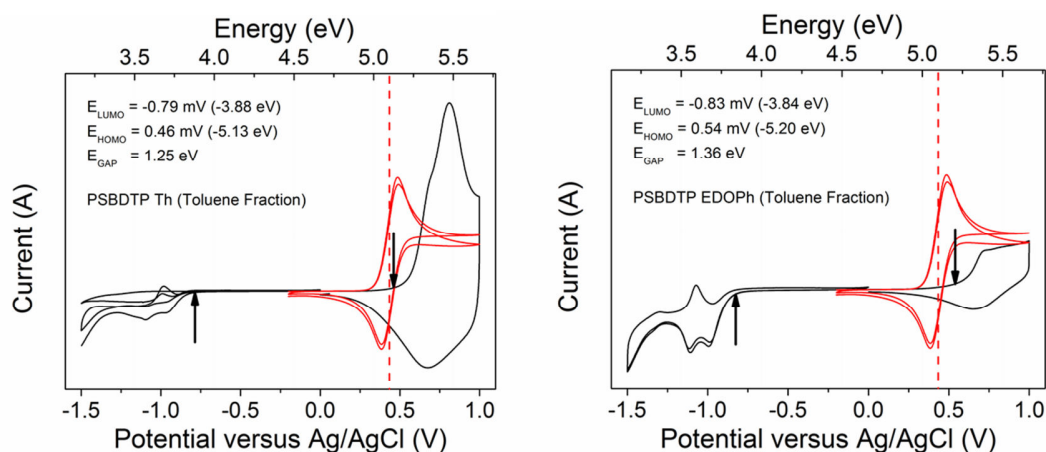 Energy (eV)
3.5 4.0 4.5 5.0 5.5
E_LUMO = -0.79 mV (-3.88 eV)
E_HOMO = 0.46 mV (-5.13 eV)
E_GAP = 1.25 eV
PSBDTP Th (Toluene Fraction)
Current (A)
-1.5 -1.0 -0.5 0.0 0.5 1.0
Potential versus Ag/AgCl (V)
Energy (eV)
3.5 4.0 4.5 5.0 5.5
E_LUMO = -0.83 mV (-3.84 eV)
E_HOMO = 0.54 mV (-5.20 eV)
E_GAP = 1.36 eV
PSBDTP EDOPh (Toluene Fraction)
Current (A)
-1.5 -1.0 -0.5 0.0 0.5 1.0
Potential versus Ag/AgCl (V)